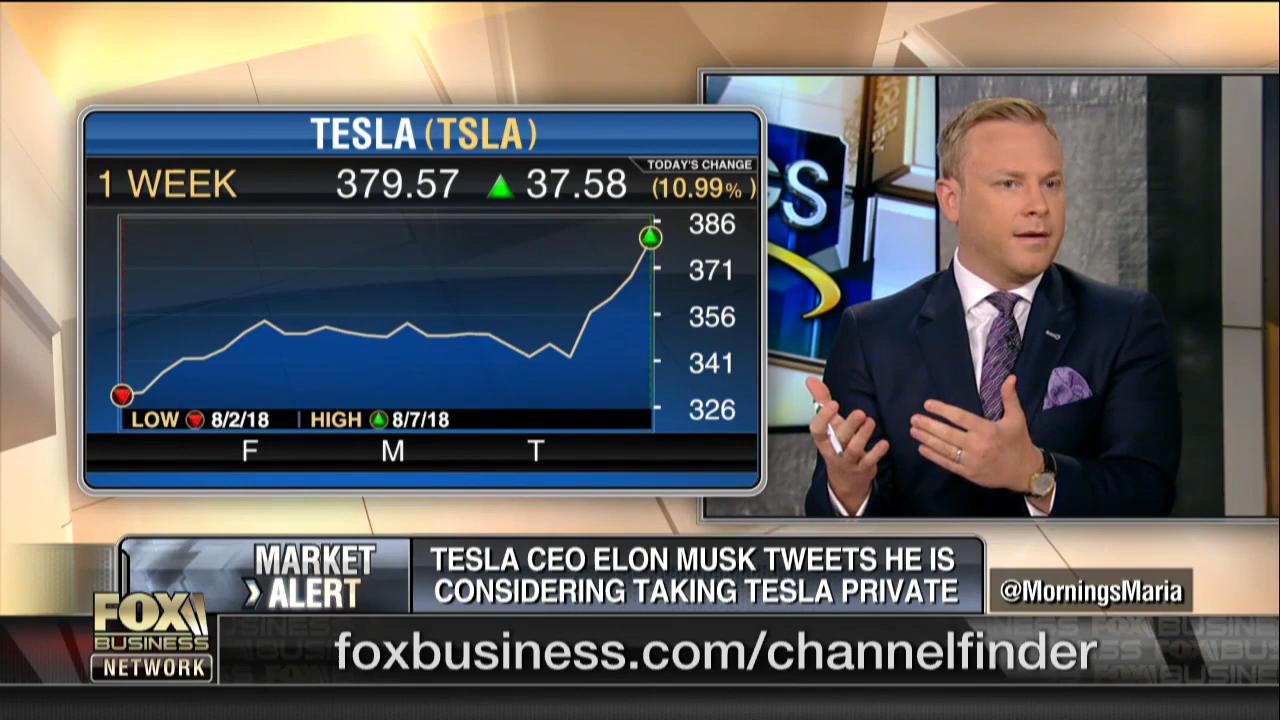 TESLA (TSLA)
1 WEEK 379.57 37.58 TODAY'S CHANGE (10.99%)
386
371
356
341
326
LOW 8/2/18 | HIGH 8/7/18
F M T
GS
MARKET
ALERT
TESLA CEO ELON MUSK TWEETS HE IS
CONSIDERING TAKING TESLA PRIVATE
@MorningsMaria
FOX
BUSINESS
NETWORK
foxbusiness.com/channelfinder